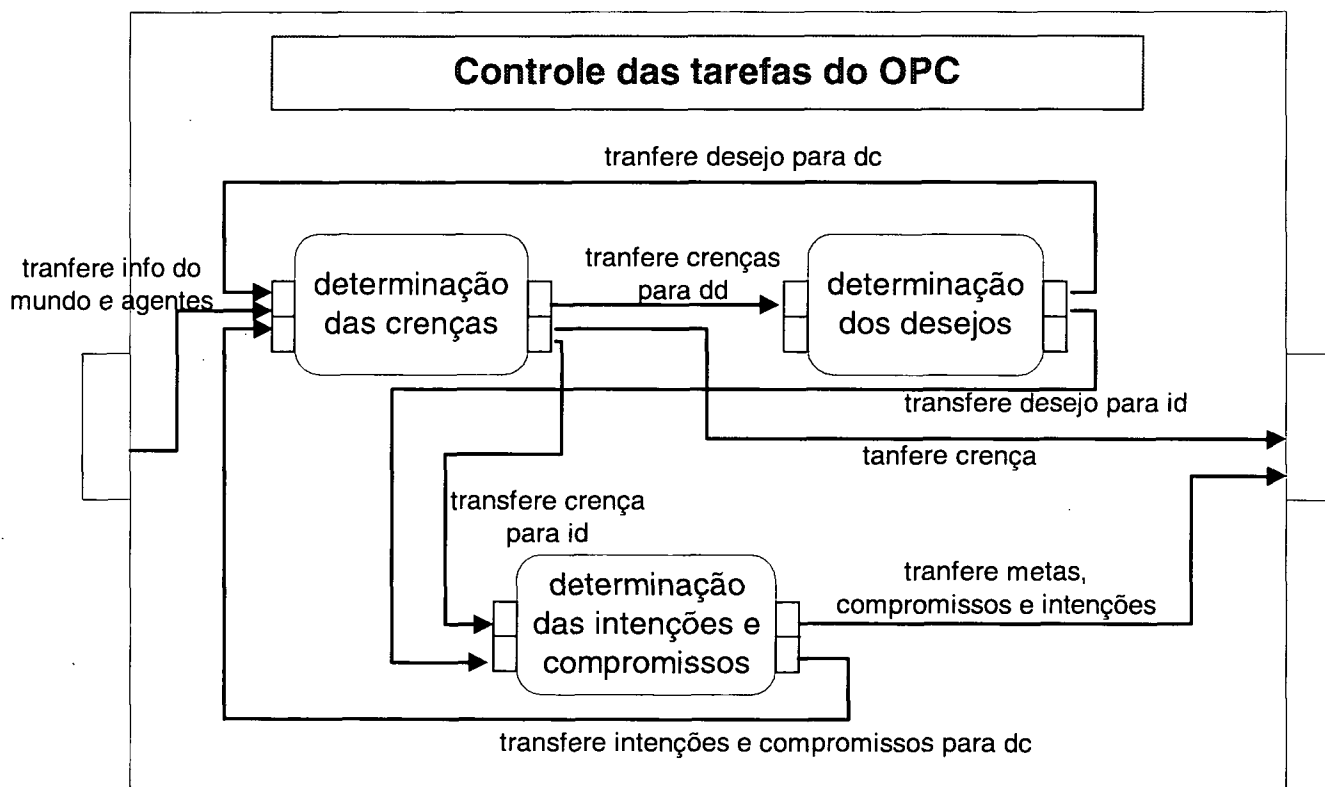 Controle das tarefas do OPC
tranfere desejo para dc
tranfere info do
mundo e agentes
determinação
das crenças
tranfere crenças
para dd
determinação
dos desejos
transfere desejo para id
tanfere crença
transfere crença
para id
determinação
das intenções e
compromissos
tranfere metas,
compromissos e intenções
transfere intenções e compromissos para dc